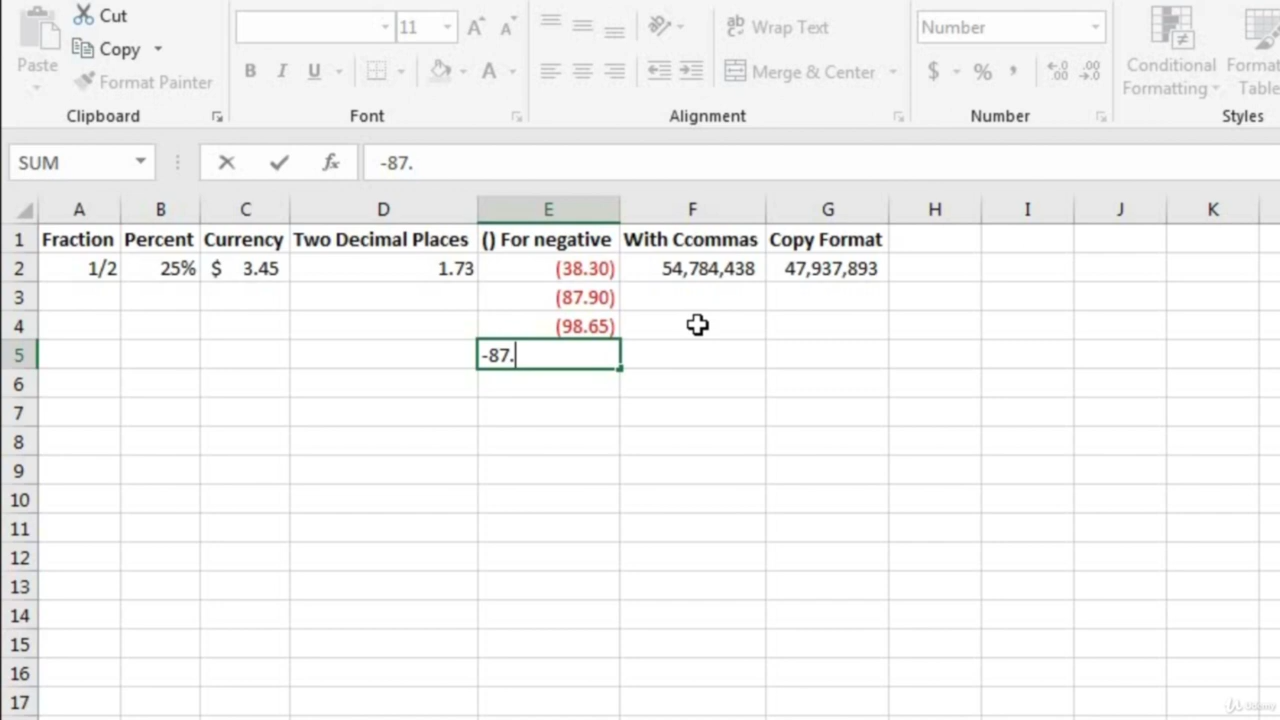 Cut
11
Wrap Text
Number
Copy
Paste
B I U
A
Merge & Center
$ %
Conditional
Format
Format Painter
Formatting
Table
Clipboard
Font
Alignment
Number
Styles
SUM
fx
-87.
A B C D E F G H I J K
1 Fraction Percent Currency Two Decimal Places () For negative With Ccommas Copy Format
2 1/2 25% $ 3.45 1.73 (38.30) 54,784,438 47,937,893
3 (87.90)
4 (98.65)
5 -87.
6
7
8
9
10
11
12
13
14
15
16
17
Udemy